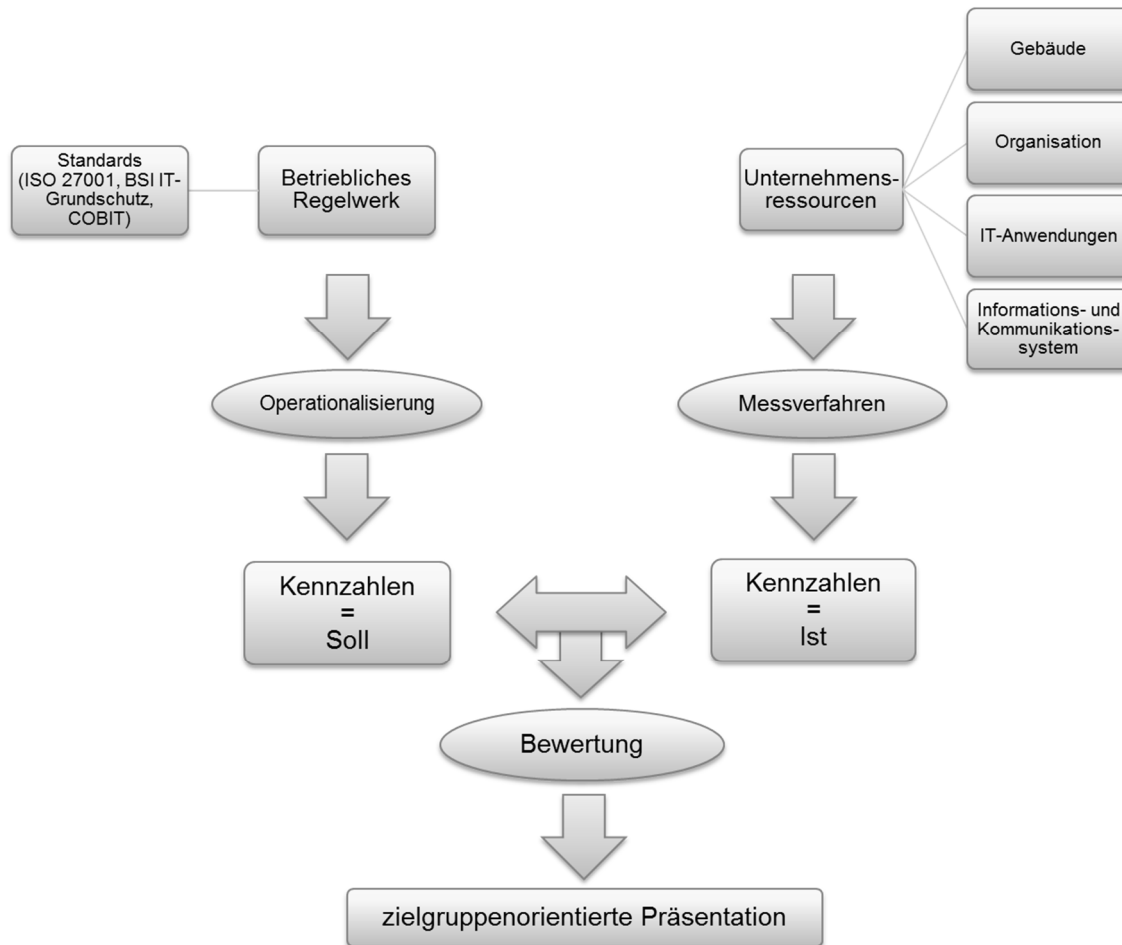 Gebäude
Organisation
IT-Anwendungen
Informations- und
Kommunikations-
system
Standards
(ISO 27001, BSI IT-
Grundschutz,
COBIT)
Betriebliches
Regelwerk
Unternehmens-
ressourcen
Operationalisierung
Messverfahren
Kennzahlen
=
Soll
Kennzahlen
=
Ist
Bewertung
zielgruppenorientierte Präsentation